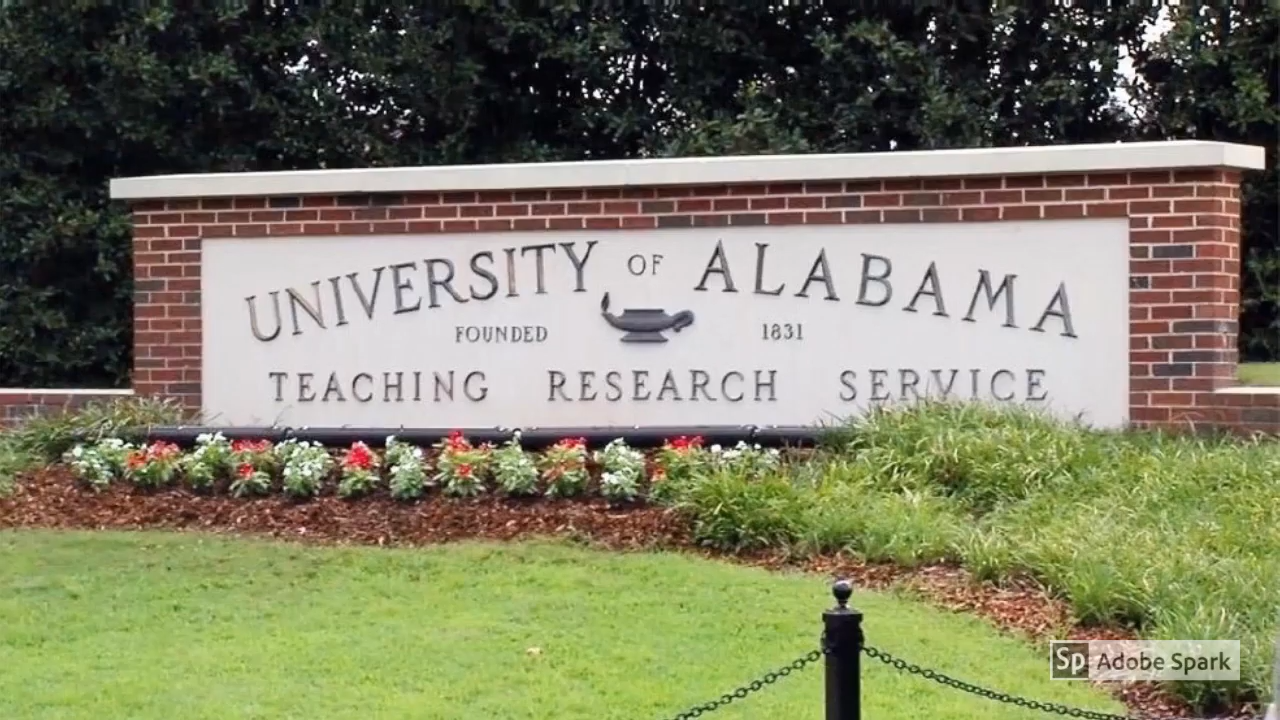 UNIVERSITY OF ALABAMA
FOUNDED 1831
TEACHING RESEARCH SERVICE
Sp Adobe Spark